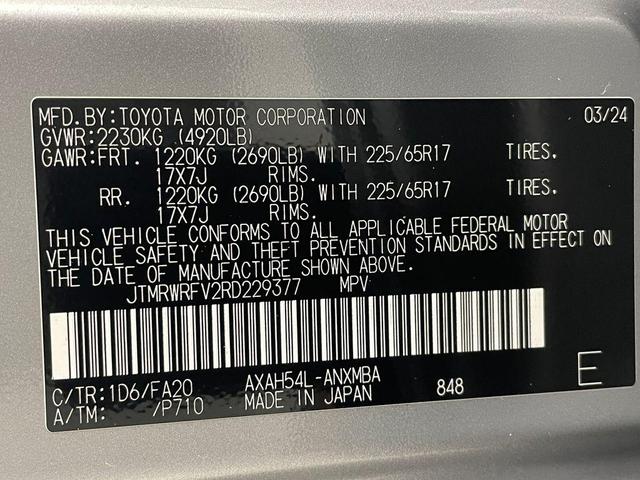 MFD.BY:TOYOTA MOTOR CORPORATION 03/24
GVWR:2230KG (4920LB)
GAWR:FRT. 1220KG (2690LB) WITH 225/65R17 TIRES.
17X7J RIMS.
RR. 1220KG (2690LB) WITH 225/65R17 TIRES.
17X7J RIMS.
THIS VEHICLE CONFORMS TO ALL APPLICABLE FEDERAL MOTOR
VEHICLE SAFETY AND THEFT PREVENTION STANDARDS IN EFFECT ON
THE DATE OF MANUFACTURE SHOWN ABOVE.
JTMRWRFV2RD229377 MPV
C/TR:1D6/FA20 AXAH54L-ANXMBA 848 E
A/TM: /P710 MADE IN JAPAN